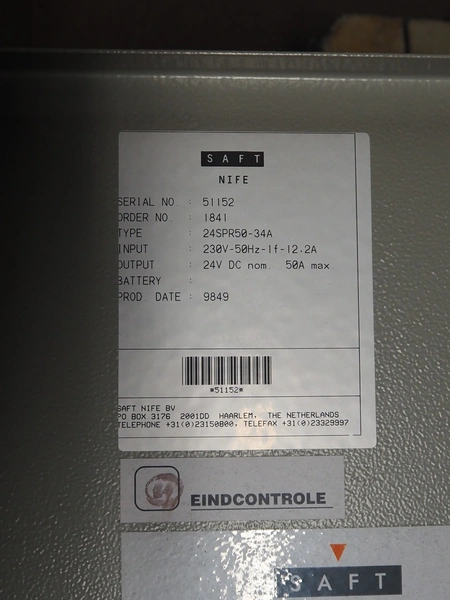 SAFT
NIFE
SERIAL NO. : 51152
ORDER NO. : 1841
TYPE : 24SPR50-34A
INPUT : 230V-50Hz-1f-12.2A
OUTPUT : 24V DC nom. 50A max
BATTERY :
PROD DATE : 9849
*51152*
SAFT NIFE BV
PO BOX 3176 2001DD HAARLEM, THE NETHERLANDS
TELEPHONE +31(0)23150800, TELEFAX +31(0)23329997
EINDCONTROLE
SAFT